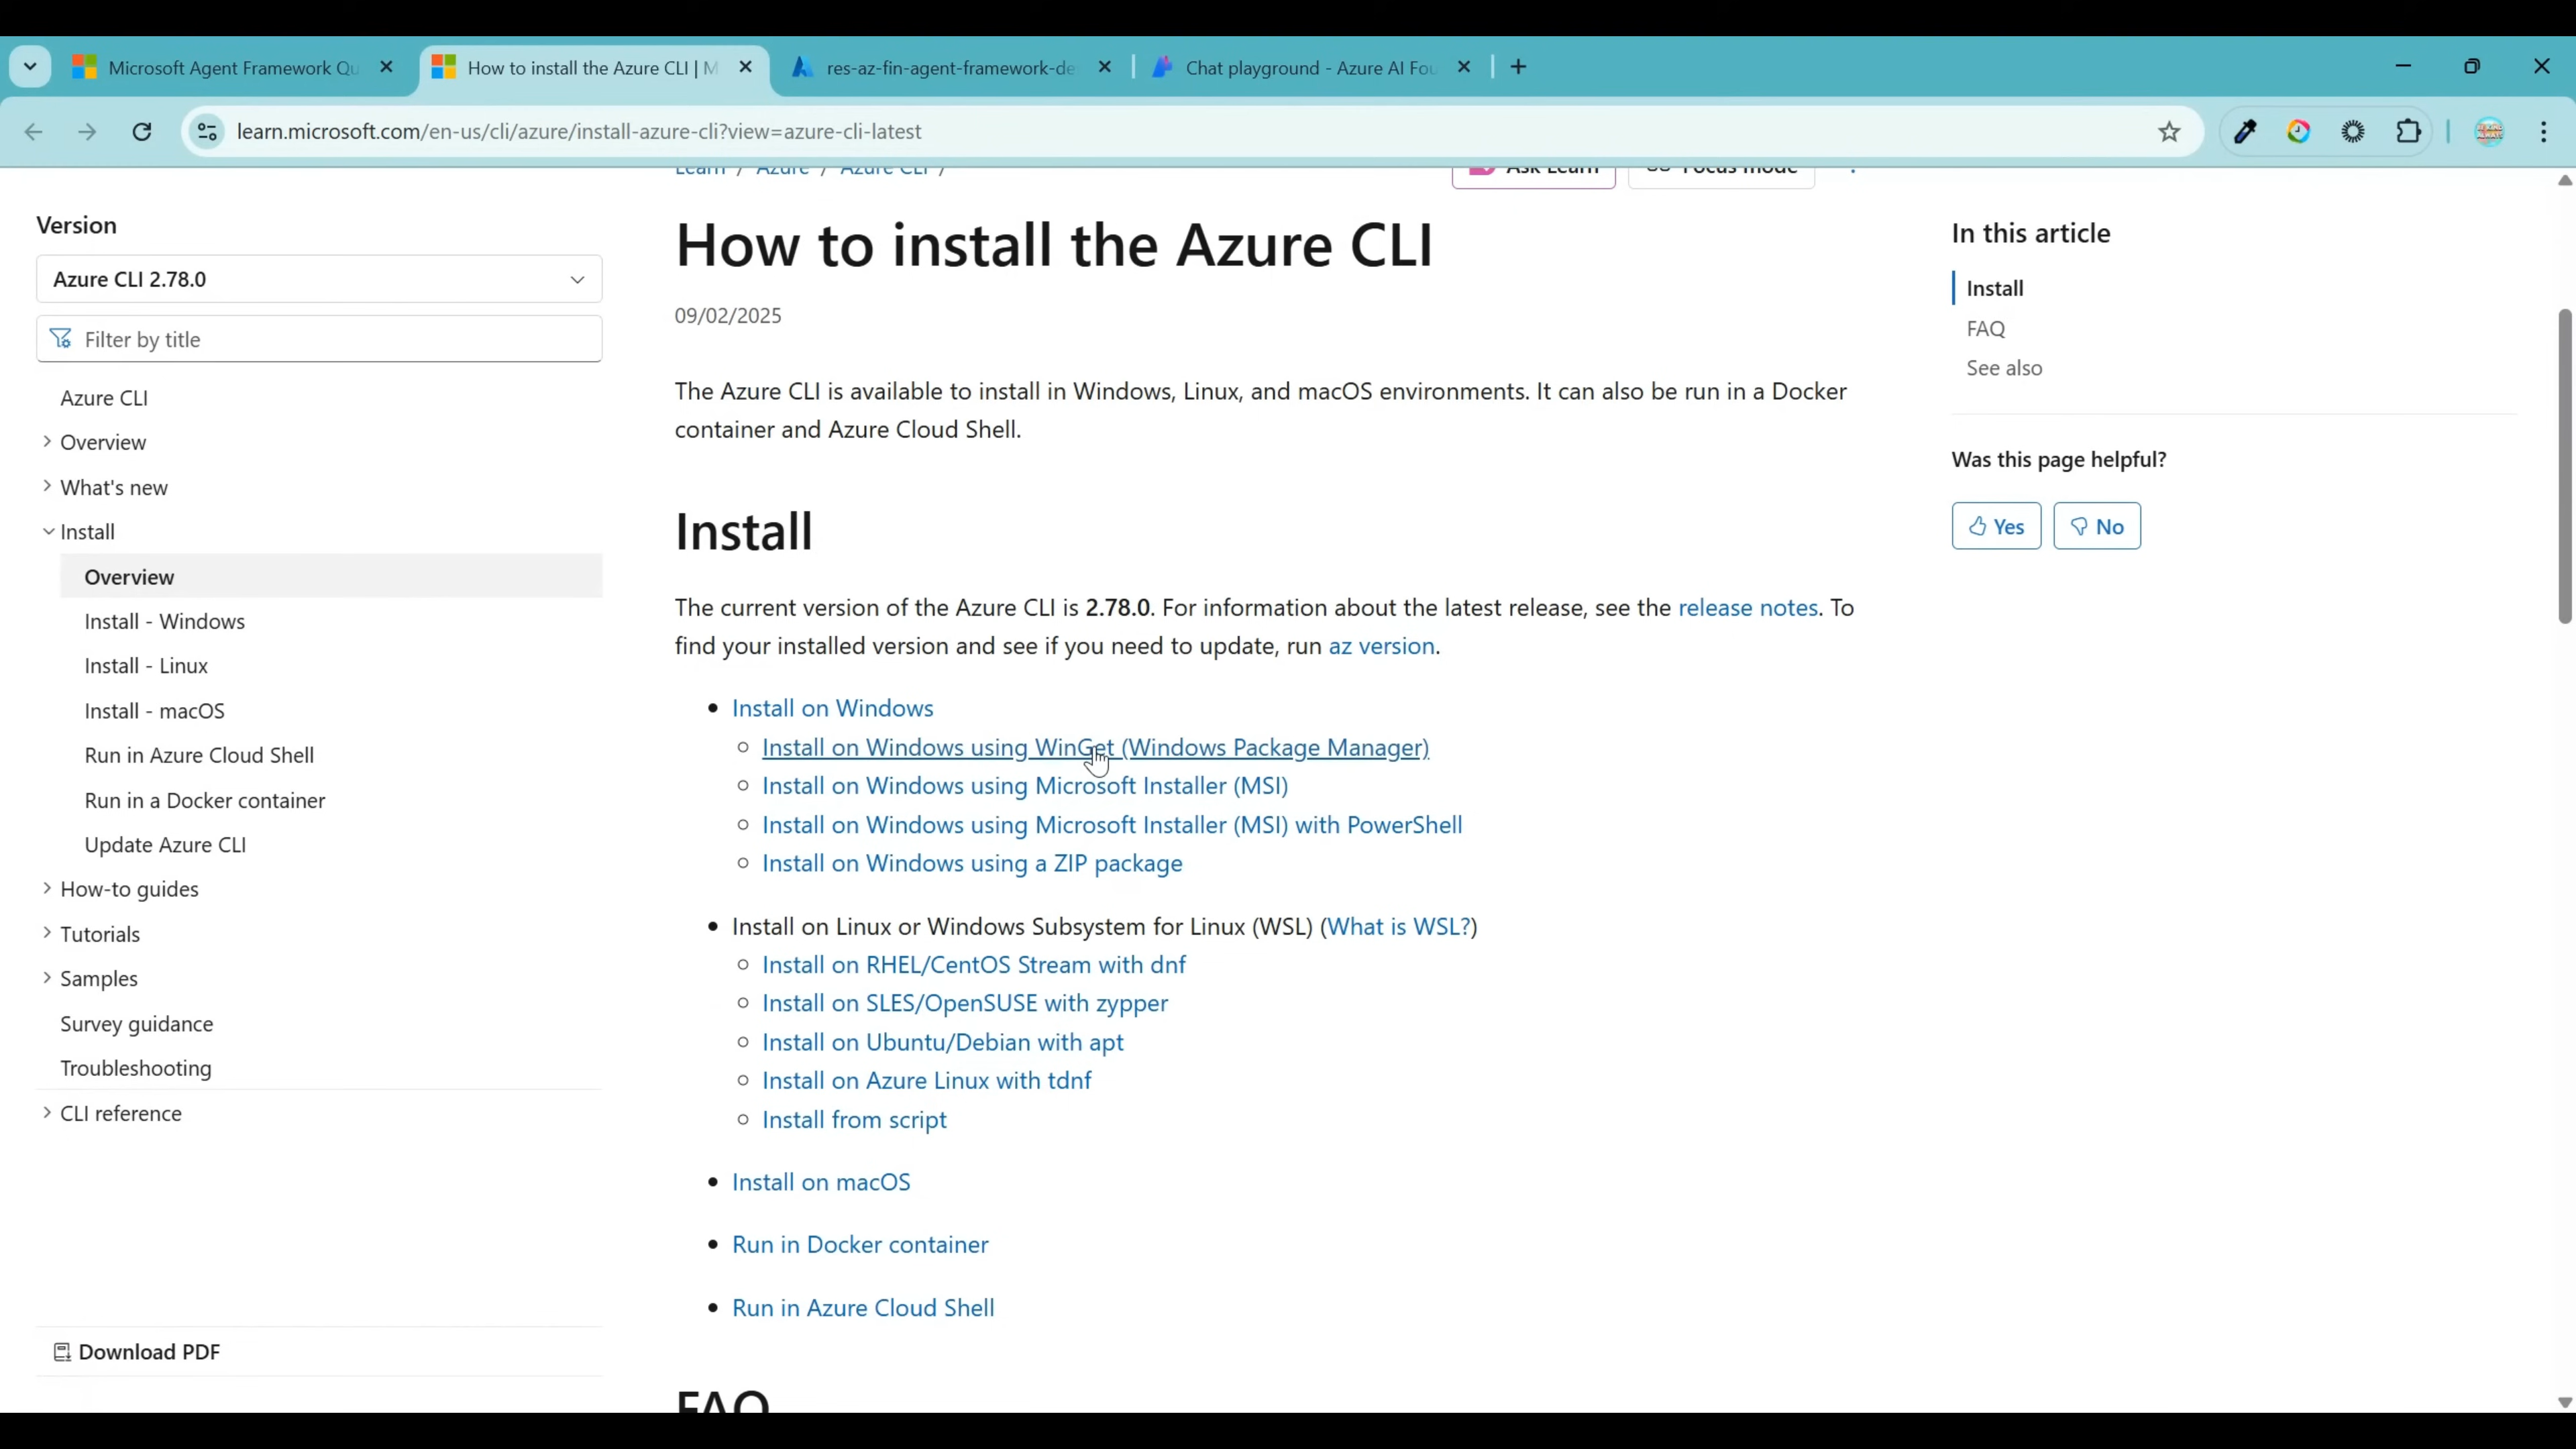 Microsoft Agent Framework Qu
How to install the Azure CLI | M
res-az-fin-agent-framework-de
Chat playground - Azure AI Fou
learn.microsoft.com/en-us/cli/azure/install-azure-cli?view=azure-cli-latest
Learn / Azure / Azure CLI /
Ask Learn
Focus mode
Version
Azure CLI 2.78.0
Filter by title
Azure CLI
Overview
What's new
Install
Overview
Install - Windows
Install - Linux
Install - macOS
Run in Azure Cloud Shell
Run in a Docker container
Update Azure CLI
How-to guides
Tutorials
Samples
Survey guidance
Troubleshooting
CLI reference
Download PDF
How to install the Azure CLI
09/02/2025
The Azure CLI is available to install in Windows, Linux, and macOS environments. It can also be run in a Docker
container and Azure Cloud Shell.
Install
The current version of the Azure CLI is 2.78.0. For information about the latest release, see the release notes. To
find your installed version and see if you need to update, run az version.
Install on Windows
Install on Windows using WinGet (Windows Package Manager)
Install on Windows using Microsoft Installer (MSI)
Install on Windows using Microsoft Installer (MSI) with PowerShell
Install on Windows using a ZIP package
Install on Linux or Windows Subsystem for Linux (WSL) (What is WSL?)
Install on RHEL/CentOS Stream with dnf
Install on SLES/OpenSUSE with zypper
Install on Ubuntu/Debian with apt
Install on Azure Linux with tdnf
Install from script
Install on macOS
Run in Docker container
Run in Azure Cloud Shell
FAQ
In this article
Install
FAQ
See also
Was this page helpful?
Yes
No